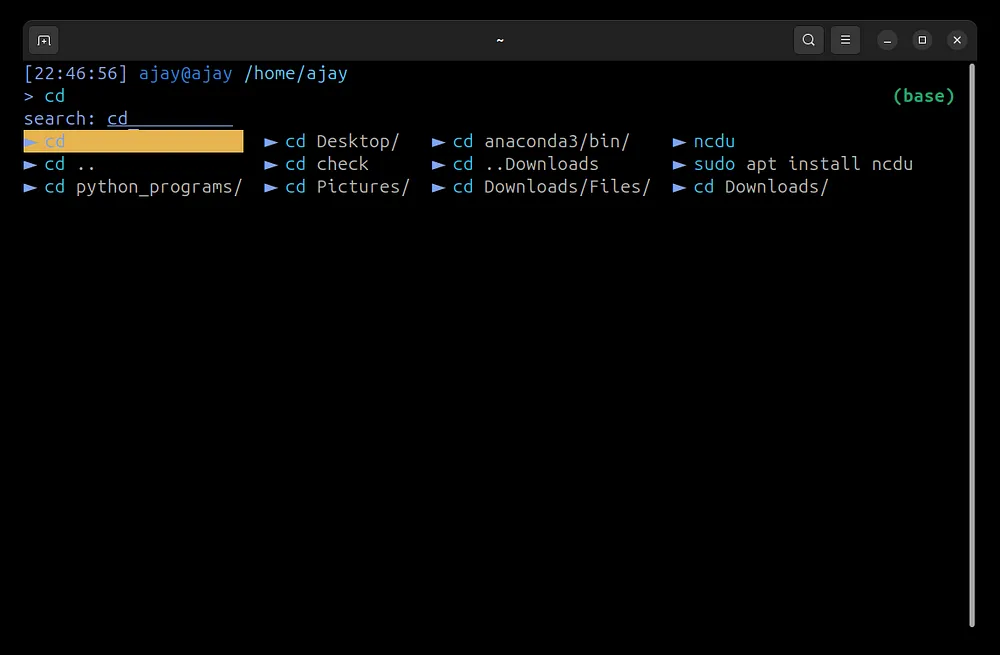 ~
[22:46:56] ajay@ajay /home/ajay
> cd (base)
search: cd
► cd ► cd Desktop/ ► cd anaconda3/bin/ ► ncdu
► cd .. ► cd check ► cd ..Downloads ► sudo apt install ncdu
► cd python_programs/ ► cd Pictures/ ► cd Downloads/Files/ ► cd Downloads/